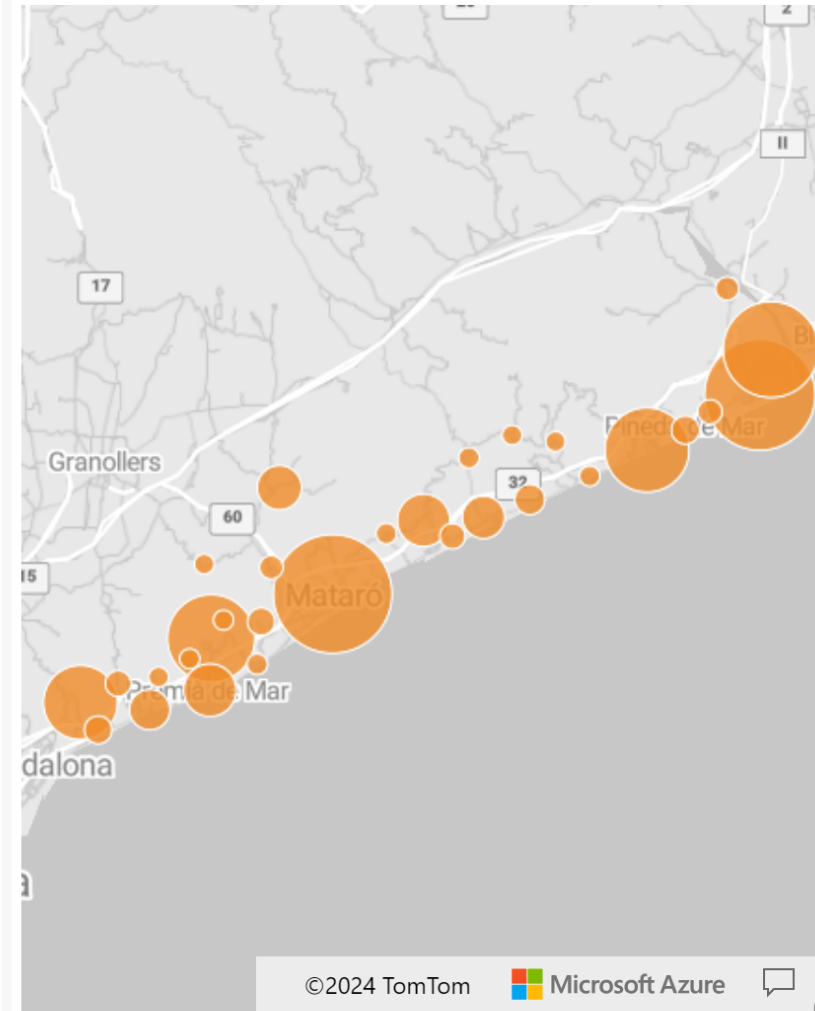 2
II
17
Pineda de Mar
Granollers
32
60
15
Mataró
Premià de Mar
dalona
a
©2024 TomTom
Microsoft Azure